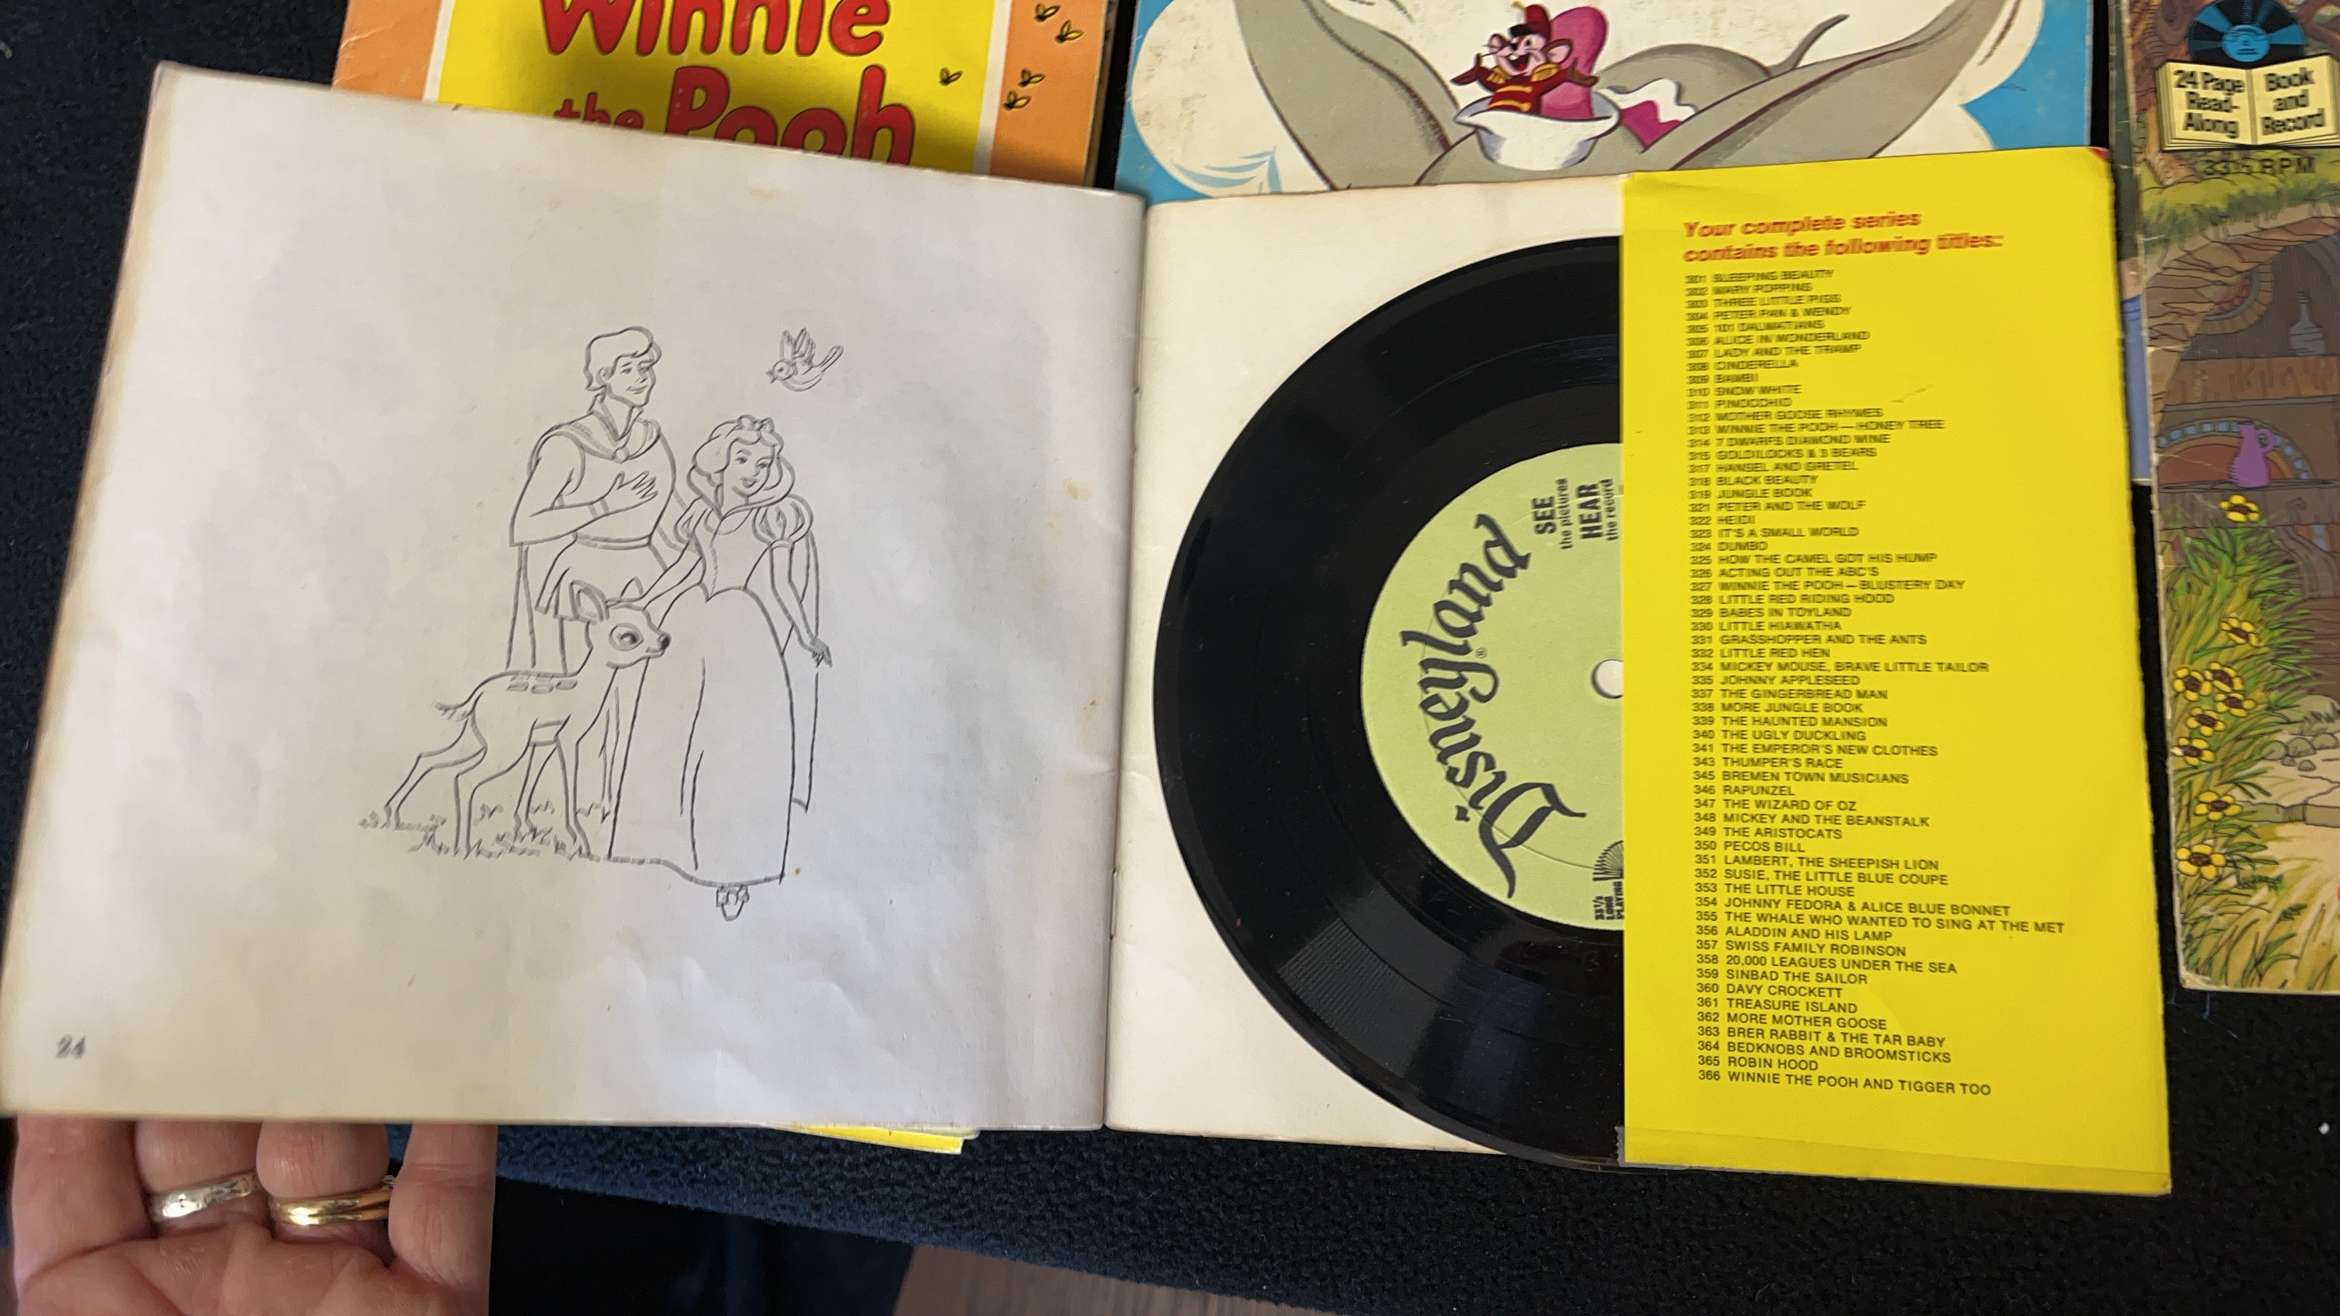 Winnie
the Pooh
24 Page
Read-
Along
Book
and
Record
33⅓ RPM
24
Disneyland®
SEE
the pictures
HEAR
the record
33⅓
LONG
PLAYING
Your complete series
contains the following titles:
301 SLEEPING BEAUTY
302 MARY POPPINS
303 THREE LITTLE PIGS
304 PETER PAN & WENDY
305 101 DALMATIANS
306 ALICE IN WONDERLAND
307 LADY AND THE TRAMP
308 CINDERELLA
309 BAMBI
310 SNOW WHITE
311 PINOCCHIO
312 MOTHER GOOSE RHYMES
313 WINNIE THE POOH — HONEY TREE
314 7 DWARFS DIAMOND MINE
315 GOLDILOCKS & 3 BEARS
317 HANSEL AND GRETEL
318 BLACK BEAUTY
319 JUNGLE BOOK
321 PETER AND THE WOLF
322 HEIDI
323 IT'S A SMALL WORLD
324 DUMBO
325 HOW THE CAMEL GOT HIS HUMP
326 ACTING OUT THE ABC'S
327 WINNIE THE POOH — BLUSTERY DAY
328 LITTLE RED RIDING HOOD
329 BABES IN TOYLAND
330 LITTLE HIAWATHA
331 GRASSHOPPER AND THE ANTS
332 LITTLE RED HEN
334 MICKEY MOUSE, BRAVE LITTLE TAILOR
335 JOHNNY APPLESEED
337 THE GINGERBREAD MAN
338 MORE JUNGLE BOOK
339 THE HAUNTED MANSION
340 THE UGLY DUCKLING
341 THE EMPEROR'S NEW CLOTHES
343 THUMPER'S RACE
345 BREMEN TOWN MUSICIANS
346 RAPUNZEL
347 THE WIZARD OF OZ
348 MICKEY AND THE BEANSTALK
349 THE ARISTOCATS
350 PECOS BILL
351 LAMBERT, THE SHEEPISH LION
352 SUSIE, THE LITTLE BLUE COUPE
353 THE LITTLE HOUSE
354 JOHNNY FEDORA & ALICE BLUE BONNET
355 THE WHALE WHO WANTED TO SING AT THE MET
356 ALADDIN AND HIS LAMP
357 SWISS FAMILY ROBINSON
358 20,000 LEAGUES UNDER THE SEA
359 SINBAD THE SAILOR
360 DAVY CROCKETT
361 TREASURE ISLAND
362 MORE MOTHER GOOSE
363 BRER RABBIT & THE TAR BABY
364 BEDKNOBS AND BROOMSTICKS
365 ROBIN HOOD
366 WINNIE THE POOH AND TIGGER TOO